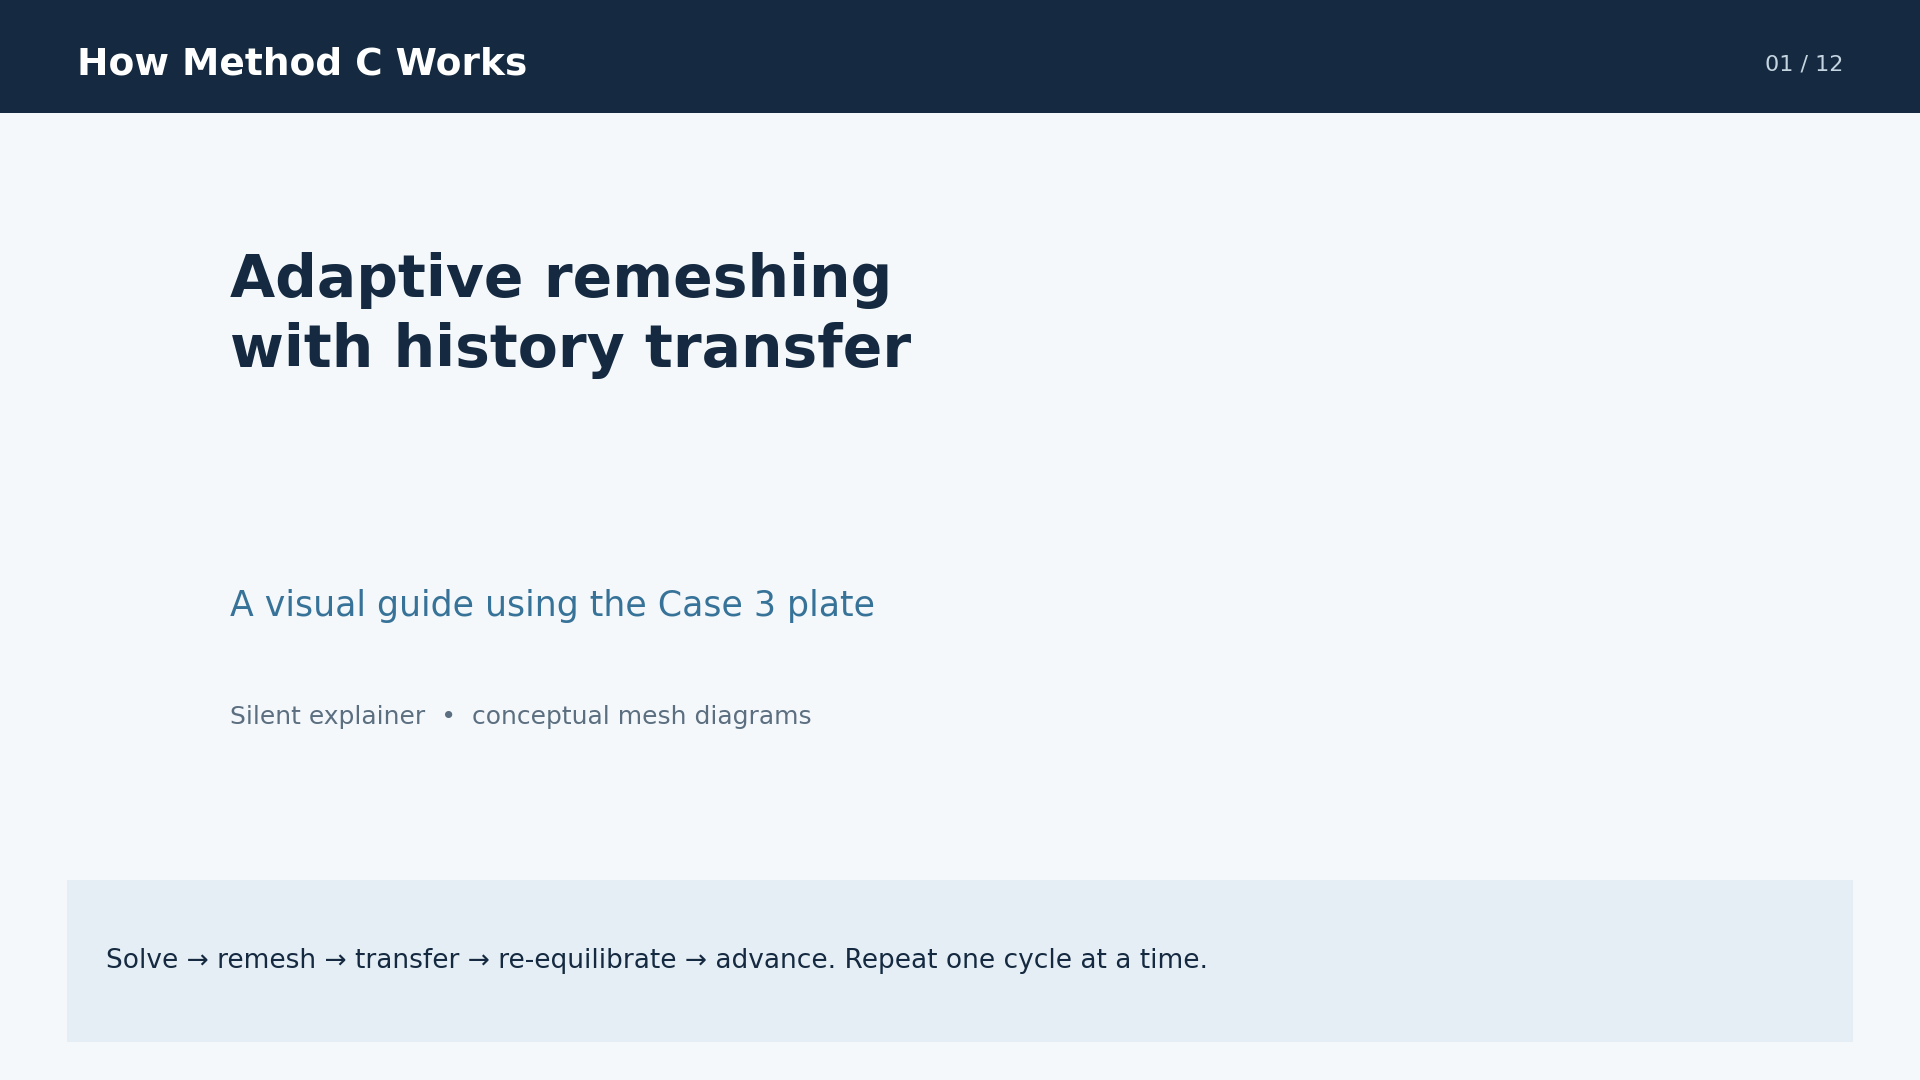 How Method C Works
01 / 12
Adaptive remeshing
with history transfer
A visual guide using the Case 3 plate
Silent explainer • conceptual mesh diagrams
Solve → remesh → transfer → re-equilibrate → advance. Repeat one cycle at a time.